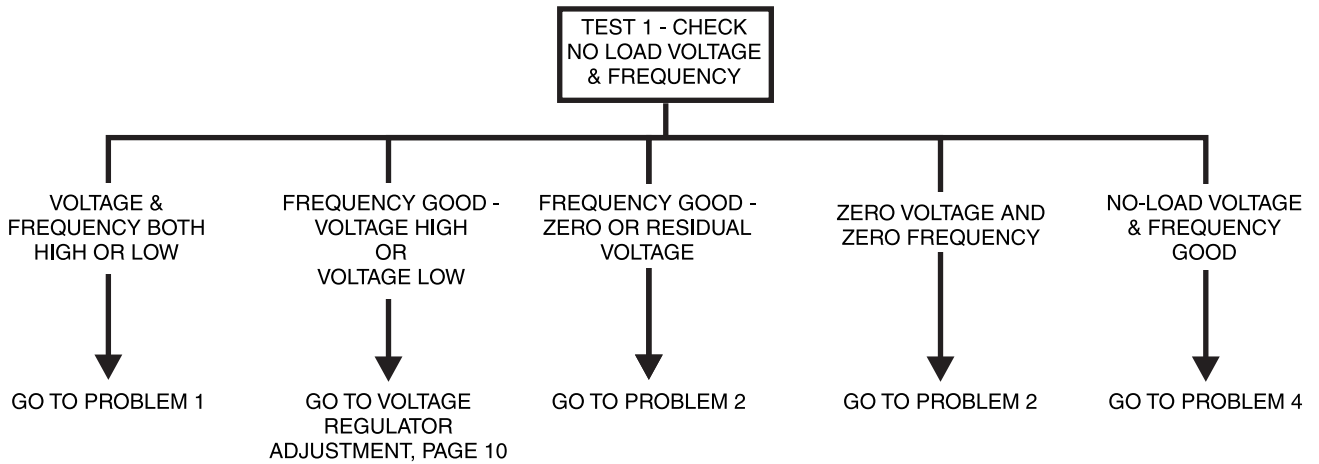 TEST 1 - CHECK
NO LOAD VOLTAGE
& FREQUENCY
VOLTAGE &
FREQUENCY BOTH
HIGH OR LOW
FREQUENCY GOOD -
VOLTAGE HIGH
OR
VOLTAGE LOW
FREQUENCY GOOD -
ZERO OR RESIDUAL
VOLTAGE
ZERO VOLTAGE AND
ZERO FREQUENCY
NO-LOAD VOLTAGE
& FREQUENCY
GOOD
GO TO PROBLEM 1
GO TO VOLTAGE
REGULATOR
ADJUSTMENT, PAGE 10
GO TO PROBLEM 2
GO TO PROBLEM 2
GO TO PROBLEM 4